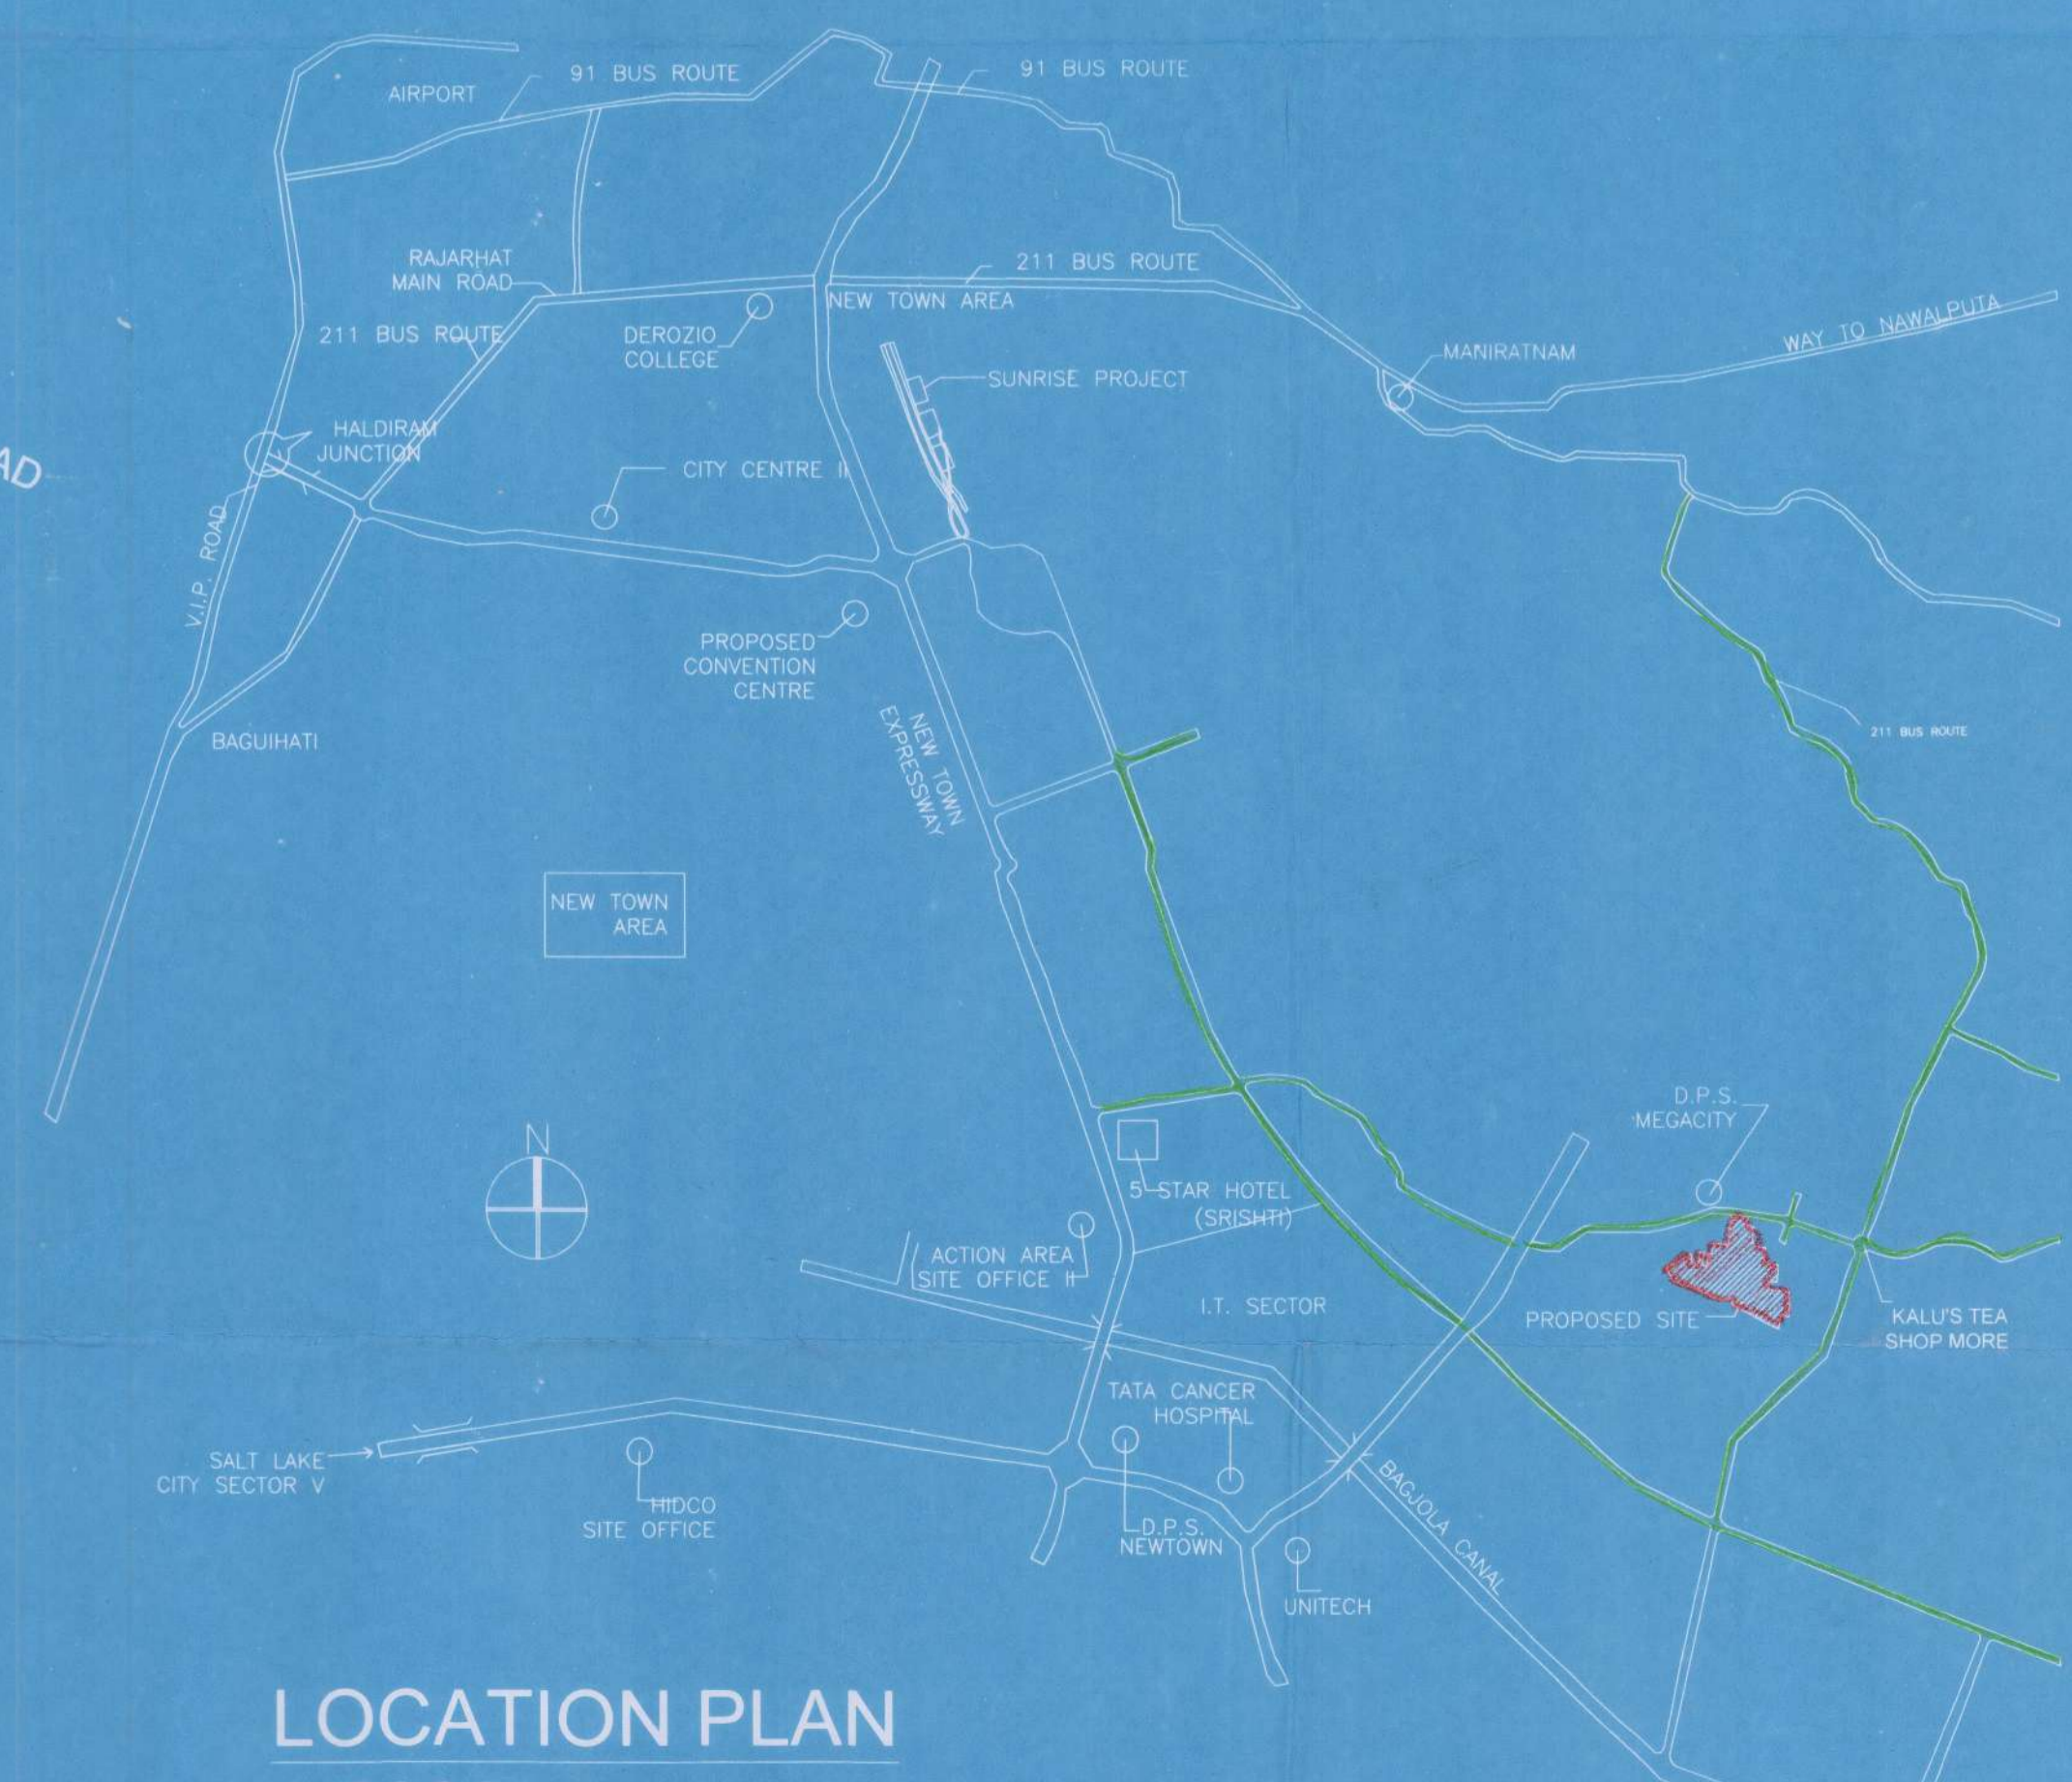 91 BUS ROUTE
91 BUS ROUTE
AIRPORT
RAJARHAT
MAIN ROAD
211 BUS ROUTE
NEW TOWN AREA
211 BUS ROUTE
DEROZIO
COLLEGE
WAY TO NAWALPUTA
MANIRATNAM
SUNRISE PROJECT
HALDIRAM
JUNCTION
AD
CITY CENTRE II
V.I.P. ROAD
PROPOSED
CONVENTION
CENTRE
BAGUIHATI
NEW TOWN
EXPRESSWAY
211 BUS ROUTE
NEW TOWN
AREA
D.P.S.
MEGACITY
N
5-STAR HOTEL
(SRISHTI)
ACTION AREA
SITE OFFICE II
I.T. SECTOR
PROPOSED SITE
KALU'S TEA
SHOP MORE
TATA CANCER
HOSPITAL
SALT LAKE
CITY SECTOR V
HIDCO
SITE OFFICE
D.P.S.
NEWTOWN
BAGJOLA CANAL
UNITECH
LOCATION PLAN